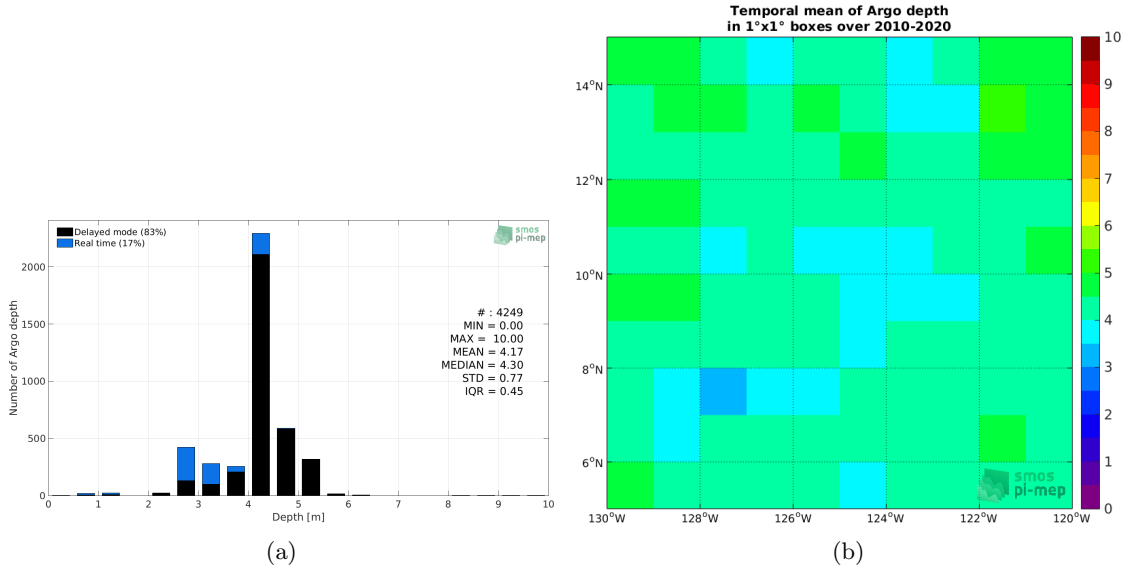 Delayed mode (83%)
Real time (17%)
smos
pi-mep
Number of Argo depth
2000
1500
1000
500
0
# : 4249
MIN = 0.00
MAX = 10.00
MEAN = 4.17
MEDIAN = 4.30
STD = 0.77
IQR = 0.45
0 1 2 3 4 5 6 7 8 9 10
Depth [m]
(a)
Temporal mean of Argo depth
in 1°x1° boxes over 2010-2020
14°N
12°N
10°N
8°N
6°N
130°W 128°W 126°W 124°W 122°W 120°W
10
9
8
7
6
5
4
3
2
1
0
smos
pi-mep
(b)